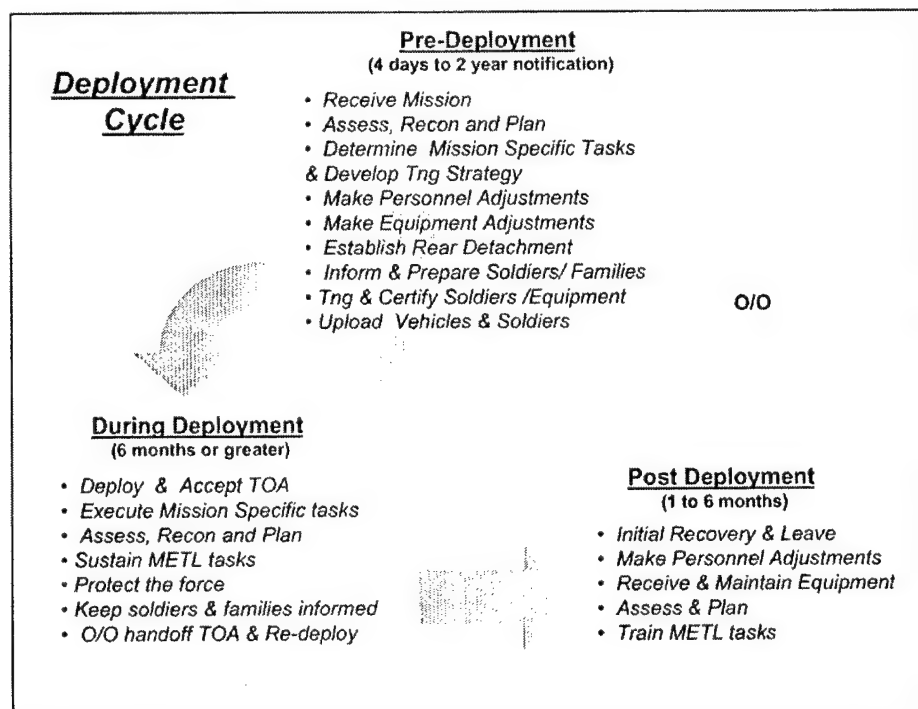 Deployment
Cycle
Pre-Deployment
(4 days to 2 year notification)
• Receive Mission
• Assess, Recon and Plan
• Determine Mission Specific Tasks
& Develop Tng Strategy
• Make Personnel Adjustments
• Make Equipment Adjustments
• Establish Rear Detachment
• Inform & Prepare Soldiers/ Families
• Tng & Certify Soldiers /Equipment
• Upload Vehicles & Soldiers
O/O
During Deployment
(6 months or greater)
• Deploy & Accept TOA
• Execute Mission Specific tasks
• Assess, Recon and Plan
• Sustain METL tasks
• Protect the force
• Keep soldiers & families informed
• O/O handoff TOA & Re-deploy
Post Deployment
(1 to 6 months)
• Initial Recovery & Leave
• Make Personnel Adjustments
• Receive & Maintain Equipment
• Assess & Plan
• Train METL tasks